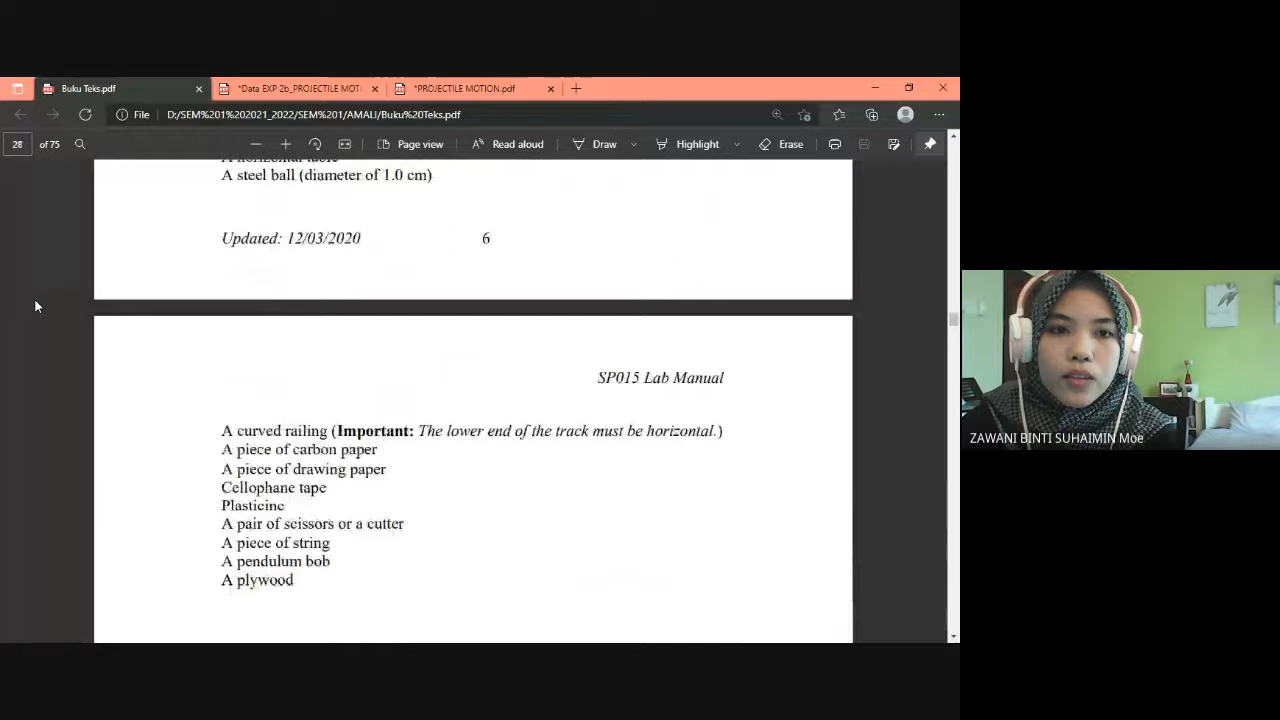 Buku Teks.pdf
*Data EXP 2b_PROJECTILE MOTI
*PROJECTILE MOTION.pdf
File
D:/SEM%201%202021_2022/SEM%201/AMALI/Buku%20Teks.pdf
28 of 75
Page view
Read aloud
Draw
Highlight
Erase
A horizontal table
A steel ball (diameter of 1.0 cm)
Updated: 12/03/2020 6
SP015 Lab Manual
A curved railing (Important: The lower end of the track must be horizontal.)
A piece of carbon paper
A piece of drawing paper
Cellophane tape
Plasticine
A pair of scissors or a cutter
A piece of string
A pendulum bob
A plywood
ZAWANI BINTI SUHAIMIN Moe